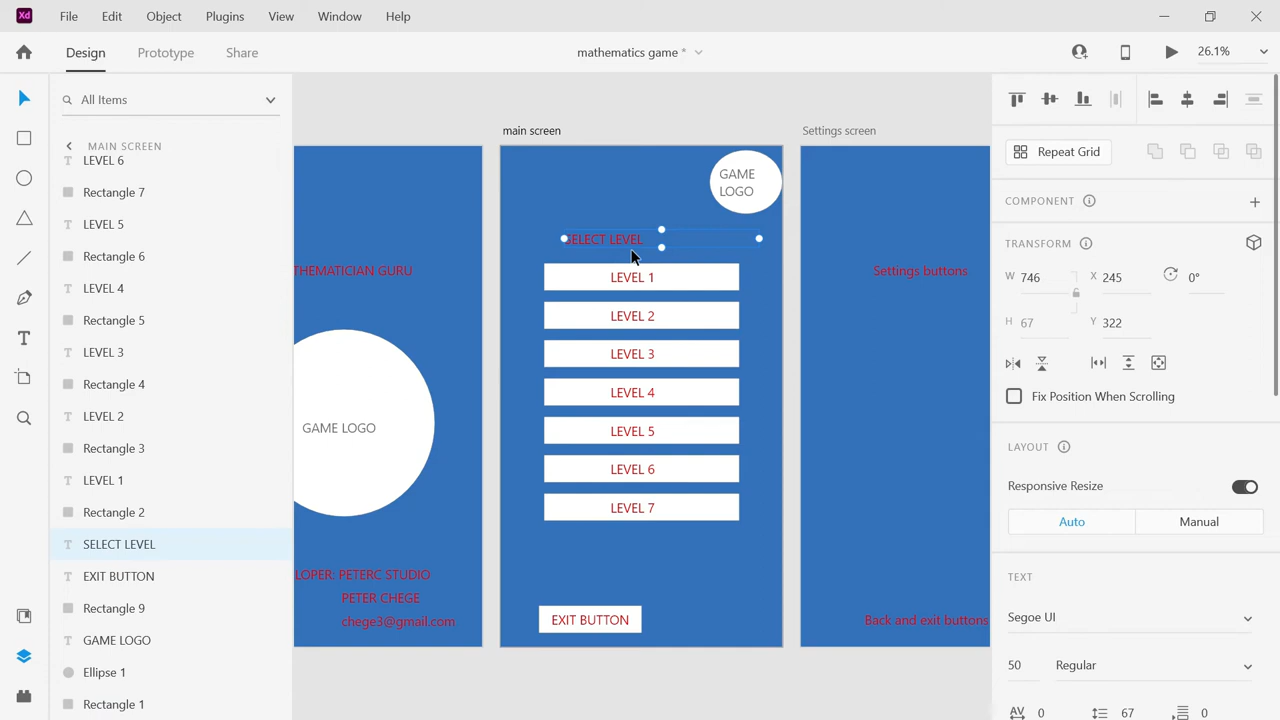 File Edit Object Plugins View Window Help
Design Prototype Share
mathematics game *
26.1%
All Items
MAIN SCREEN
LEVEL 6
Rectangle 7
LEVEL 5
Rectangle 6
LEVEL 4
Rectangle 5
LEVEL 3
Rectangle 4
LEVEL 2
Rectangle 3
LEVEL 1
Rectangle 2
SELECT LEVEL
EXIT BUTTON
Rectangle 9
GAME LOGO
Ellipse 1
Rectangle 1
THEMATICIAN GURU
GAME LOGO
LOPER: PETERC STUDIO
PETER CHEGE
chege3@gmail.com
main screen
GAME
LOGO
SELECT LEVEL
LEVEL 1
LEVEL 2
LEVEL 3
LEVEL 4
LEVEL 5
LEVEL 6
LEVEL 7
EXIT BUTTON
Settings screen
Settings buttons
Back and exit buttons
Repeat Grid
COMPONENT
TRANSFORM
W 746 X 245 0°
H 67 Y 322
Fix Position When Scrolling
LAYOUT
Responsive Resize
Auto Manual
TEXT
Segoe UI
50 Regular
AV 0 67 0